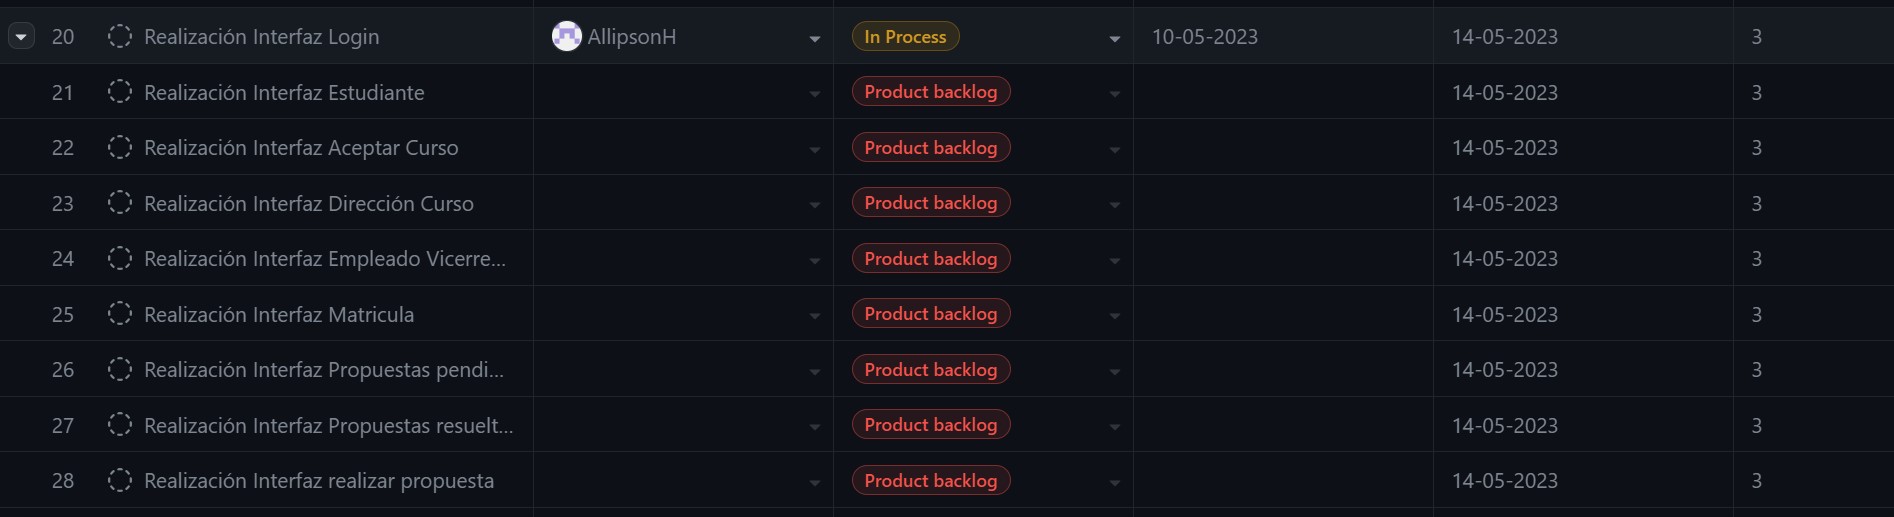 20 Realización Interfaz Login AllipsonH In Process 10-05-2023 14-05-2023 3
21 Realización Interfaz Estudiante Product backlog 14-05-2023 3
22 Realización Interfaz Aceptar Curso Product backlog 14-05-2023 3
23 Realización Interfaz Dirección Curso Product backlog 14-05-2023 3
24 Realización Interfaz Empleado Vicerre... Product backlog 14-05-2023 3
25 Realización Interfaz Matricula Product backlog 14-05-2023 3
26 Realización Interfaz Propuestas pendi... Product backlog 14-05-2023 3
27 Realización Interfaz Propuestas resuelt... Product backlog 14-05-2023 3
28 Realización Interfaz realizar propuesta Product backlog 14-05-2023 3